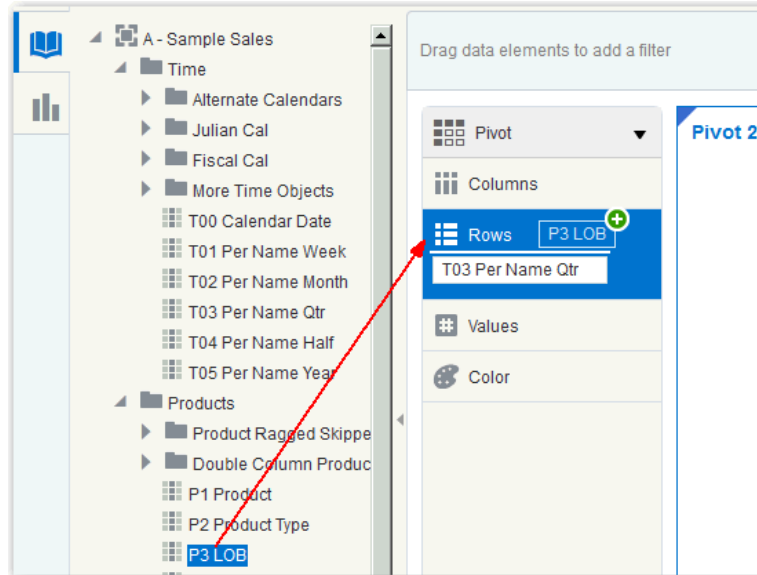 A - Sample Sales
Time
Alternate Calendars
Julian Cal
Fiscal Cal
More Time Objects
T00 Calendar Date
T01 Per Name Week
T02 Per Name Month
T03 Per Name Qtr
T04 Per Name Half
T05 Per Name Year
Products
Product Ragged Skippe
Double Column Produc
P1 Product
P2 Product Type
P3 LOB
Drag data elements to add a filter
Pivot
Columns
Rows P3 LOB
T03 Per Name Qtr
Values
Color
Pivot 2